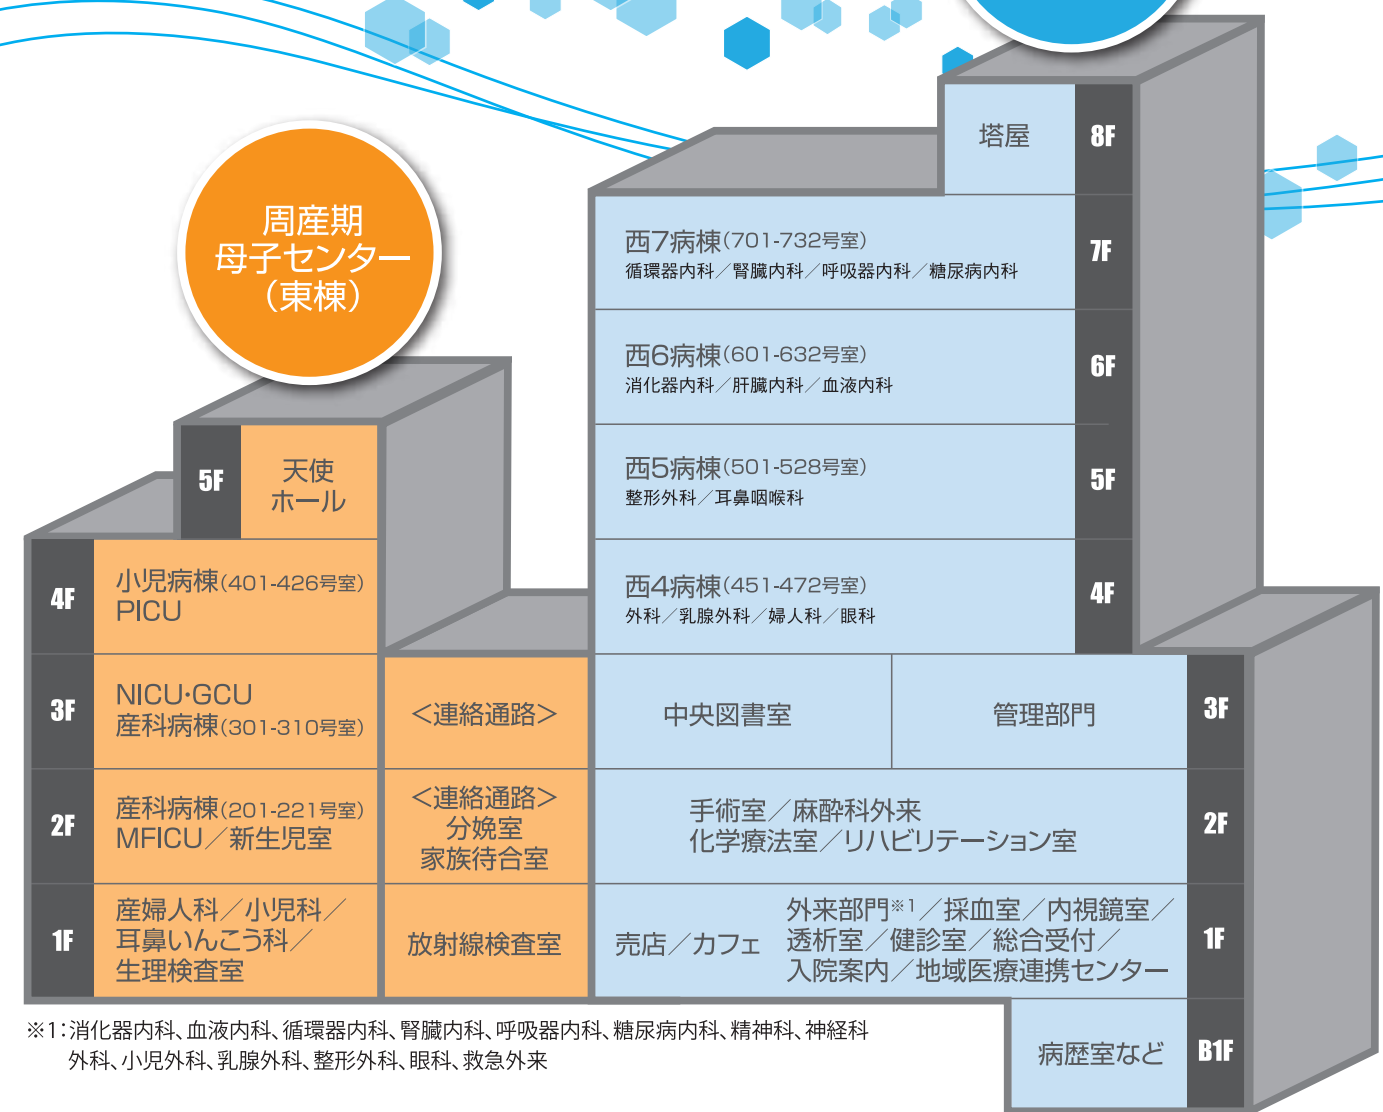 周産期
母子センター
（東棟）
5F
天使
ホール
4F
小児病棟(401-426号室)
PICU
3F
NICU･GCU
産科病棟(301-310号室)
＜連絡通路＞
2F
産科病棟(201-221号室)
MFICU／新生児室
＜連絡通路＞
分娩室
家族待合室
1F
産婦人科／小児科／
耳鼻いんこう科／
生理検査室
放射線検査室
塔屋
8F
西7病棟(701-732号室)
循環器内科／腎臓内科／呼吸器内科／糖尿病内科
7F
西6病棟(601-632号室)
消化器内科／肝臓内科／血液内科
6F
西5病棟(501-528号室)
整形外科／耳鼻咽喉科
5F
西4病棟(451-472号室)
外科／乳腺外科／婦人科／眼科
4F
中央図書室
管理部門
3F
手術室／麻酔科外来
化学療法室／リハビリテーション室
2F
売店／カフェ
外来部門※1／採血室／内視鏡室／
透析室／健診室／総合受付／
入院案内／地域医療連携センター
1F
病歴室など
B1F
※1:消化器内科、血液内科、循環器内科、腎臓内科、呼吸器内科、糖尿病内科、精神科、神経科
外科、小児外科、乳腺外科、整形外科、眼科、救急外来